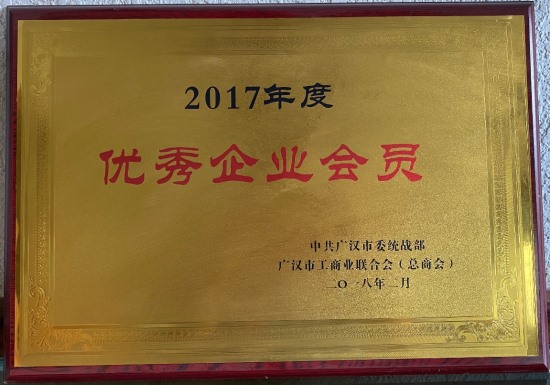 2017年度
优秀企业会员
中共广汉市委统战部
广汉市工商业联合会（总商会）
二〇一八年二月